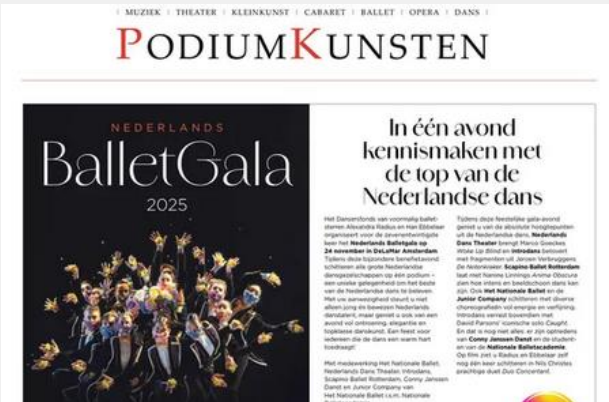 MUZIEK | THEATER | KLEINKUNST | CABARET | BALLET | OPERA | DANS
PODIUMKUNSTEN
NEDERLANDS
BalletGala
2025
In één avond
kennismaken met
de top van de
Nederlandse dans
Het Dansersfonds van voormalig ballet-
sterren Alexandra Radius en Han Ebbelaar
organiseert voor de zevenentwintigste
keer het Nederlands Balletgala op
24 november in DeLaMar Amsterdam.
Tijdens deze bijzondere benefietavond
schitteren alle grote Nederlandse
dansgezelschappen op één podium –
een unieke gelegenheid om het beste
van de Nederlandse dans te beleven.
Met uw aanwezigheid steunt u niet
alleen jong én bewezen Nederlands
danstalent, maar geniet u ook van een
avond vol ontroering, elegantie en
topklasse danskunst. Een feest voor
iedereen die de dans een warm hart
toedraagt!
Met medewerking Het Nationale Ballet,
Nederlands Dans Theater, Introdans,
Scapino Ballet Rotterdam, Conny Janssen
Danst en Junior Company van
Het Nationale Ballet i.s.m. Nationale
Tijdens deze feestelijke gala-avond
geniet u van de absolute hoogtepunten
uit de Nederlandse dans. Nederlands
Dans Theater brengt Marco Goeckes
Woke Up Blind en Introdans betovert
met fragmenten uit Jeroen Verbruggens
De Notenkraker. Scapino Ballet Rotterdam
laat met Nanine Linnings Anima Obscura
zien hoe intens en beeldschoon dans kan
zijn. Ook Het Nationale Ballet en de
Junior Company schitteren met diverse
choreografieën vol energie en verfijning.
Introdans verrast bovendien met
David Parsons' iconische solo Caught.
En dat is nog niet alles: er zijn optredens
van Conny Janssen Danst en de student-
en van de Nationale Balletacademie.
Op film ziet u Radius en Ebbelaar zelf
nog één keer schitteren in Nils Christes
prachtige duet Duo Concertant.